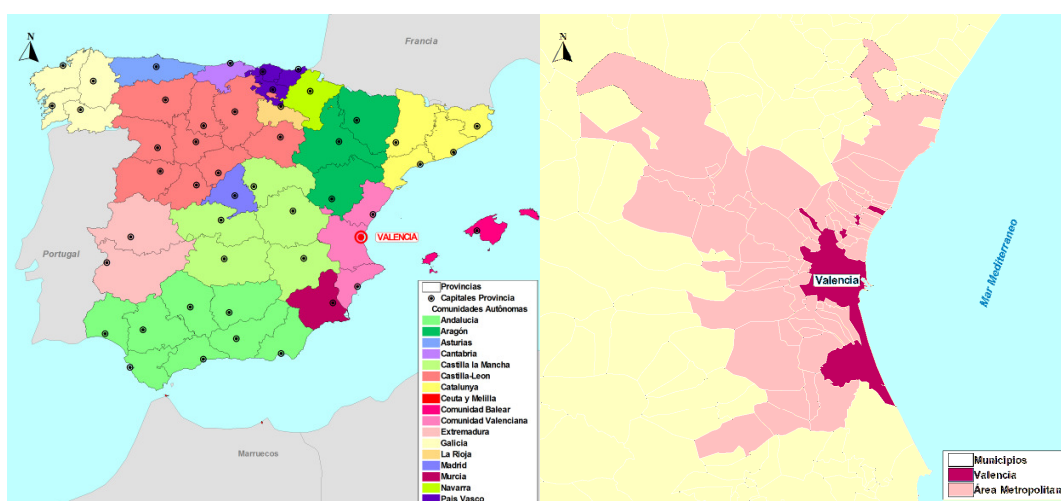 N
Francia
Portugal
VALENCIA
Marruecos
Provincias
Capitales Provincia
Comunidades Autónomas
Andalucia
Aragón
Asturias
Cantabria
Castilla la Mancha
Castilla-Leon
Catalunya
Ceuta y Melilla
Comunidad Balear
Comunidad Valenciana
Extremadura
Galicia
La Rioja
Madrid
Murcia
Navarra
Pais Vasco
N
Valencia
Mar Mediterraneo
Municipios
Valencia
Área Metropolitan